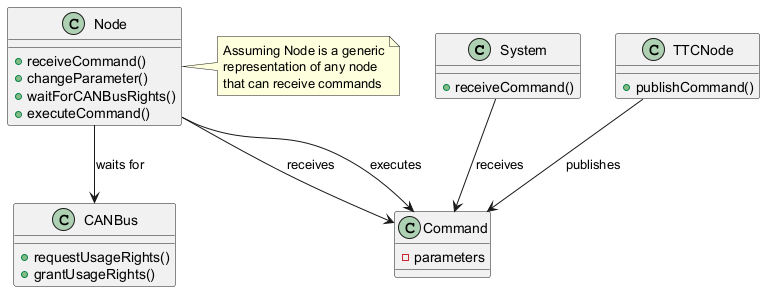 C Node
+ receiveCommand()
+ changeParameter()
+ waitForCANBusRights()
+ executeCommand()
Assuming Node is a generic
representation of any node
that can receive commands
C System
+ receiveCommand()
C TTCNode
+ publishCommand()
waits for
receives
executes
receives
publishes
C CANBus
+ requestUsageRights()
+ grantUsageRights()
C Command
parameters